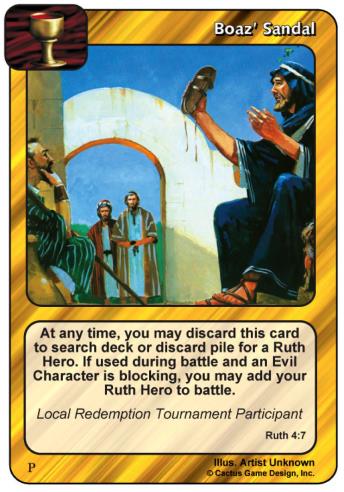 Boaz' Sandal
At any time, you may discard this card
to search deck or discard pile for a Ruth
Hero. If used during battle and an Evil
Character is blocking, you may add your
Ruth Hero to battle.
Local Redemption Tournament Participant
Ruth 4:7
Illus. Artist Unknown
P
© Cactus Game Design, Inc.